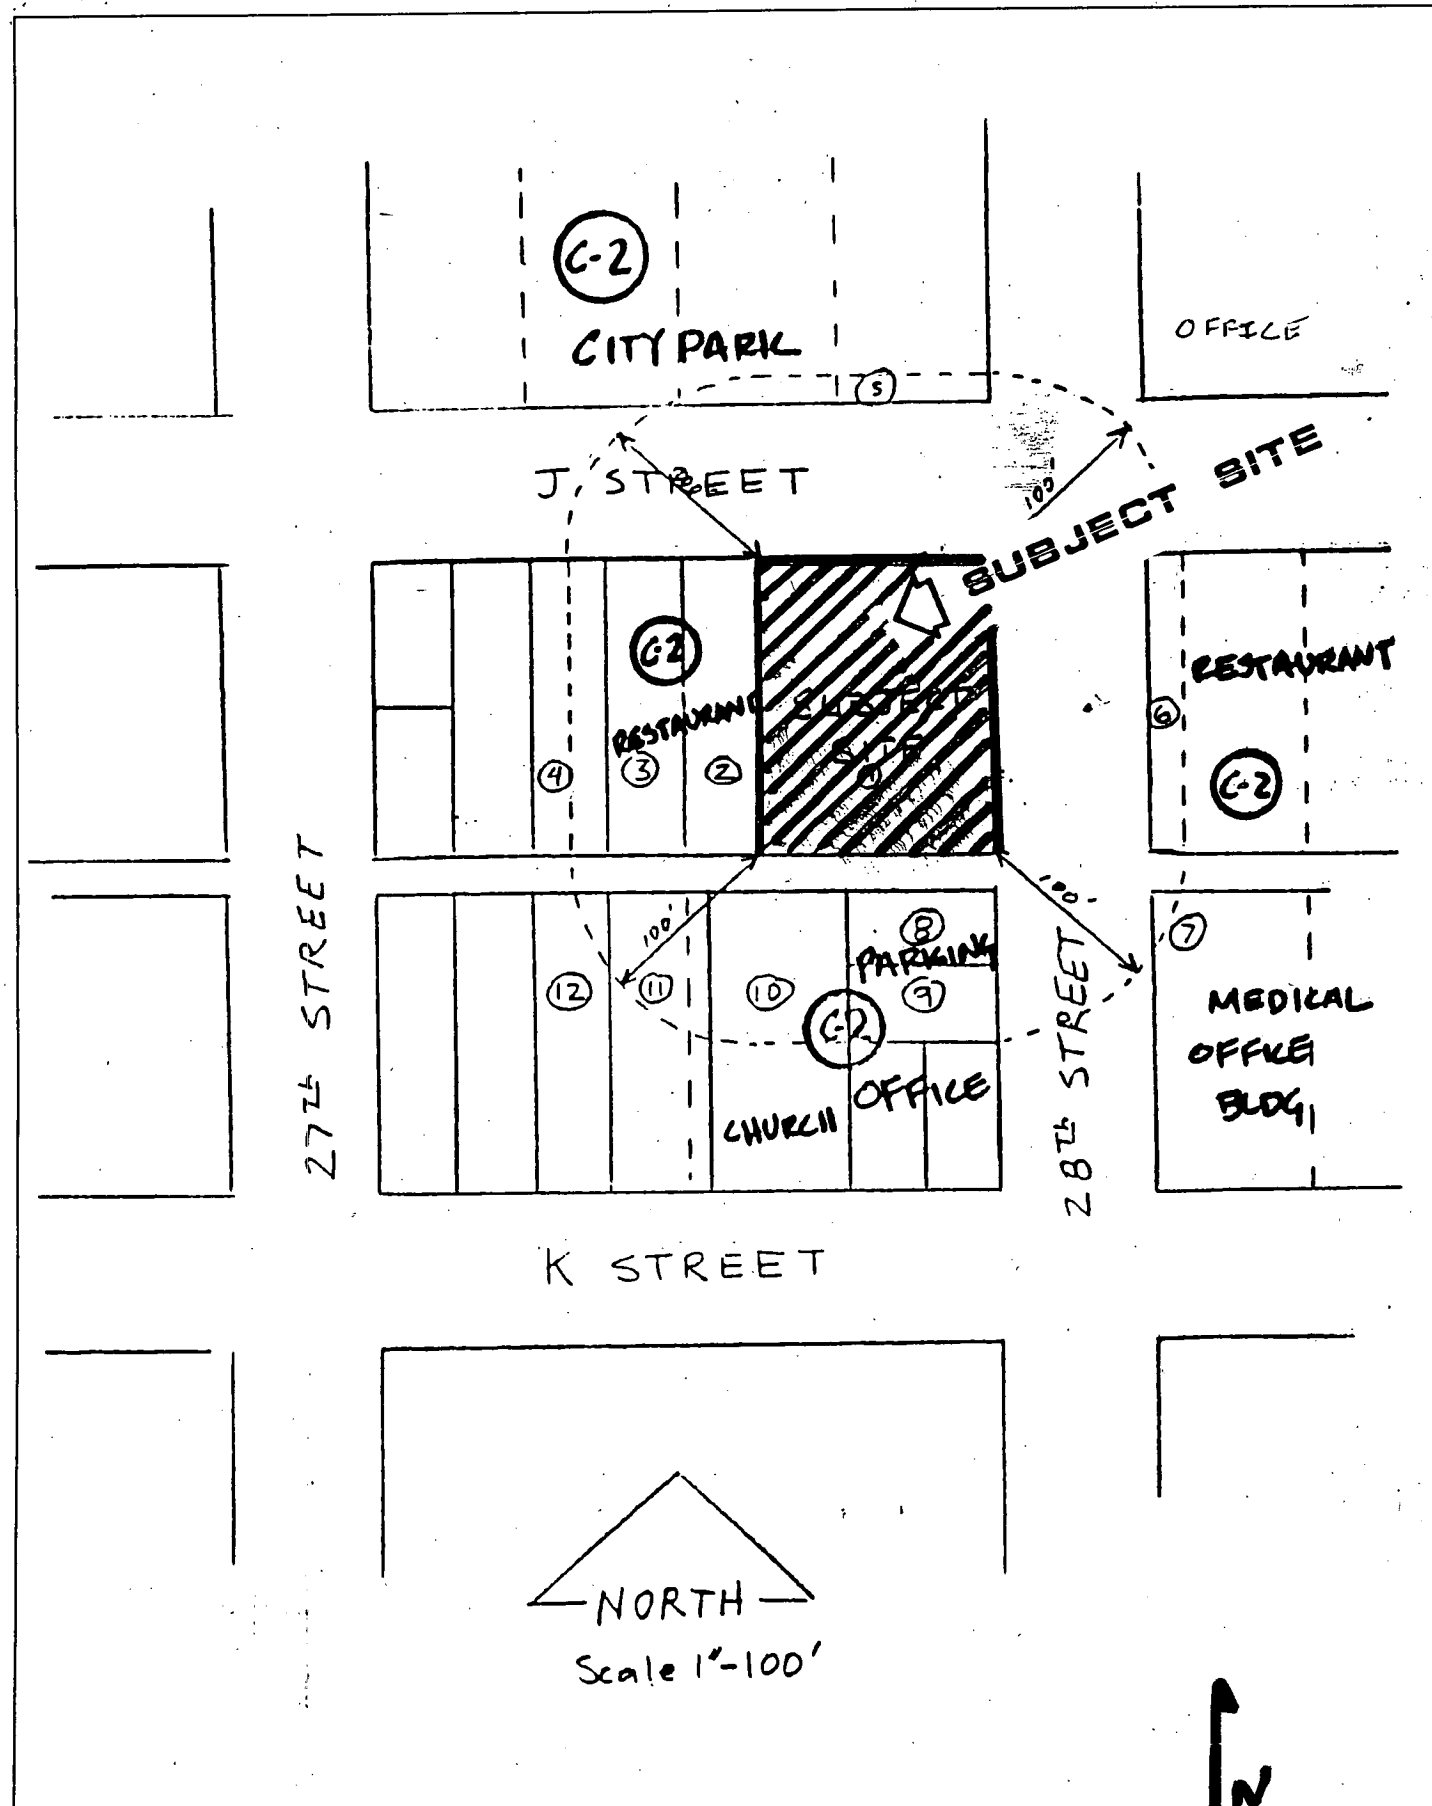 C-2
CITY PARK
OFFICE
5
J. STREET
100'
SUBJECT SITE
C-2
RESTAURANT
4
3
2
SUBJECT
SITE
1
RESTAURANT
6
C-2
27th STREET
100'
100'
8
PARKING
7
12
11
10
9
C-2
MEDICAL
OFFICE
BLDG,
CHURCH
OFFICE
28th STREET
K STREET
NORTH
Scale 1"-100'
N